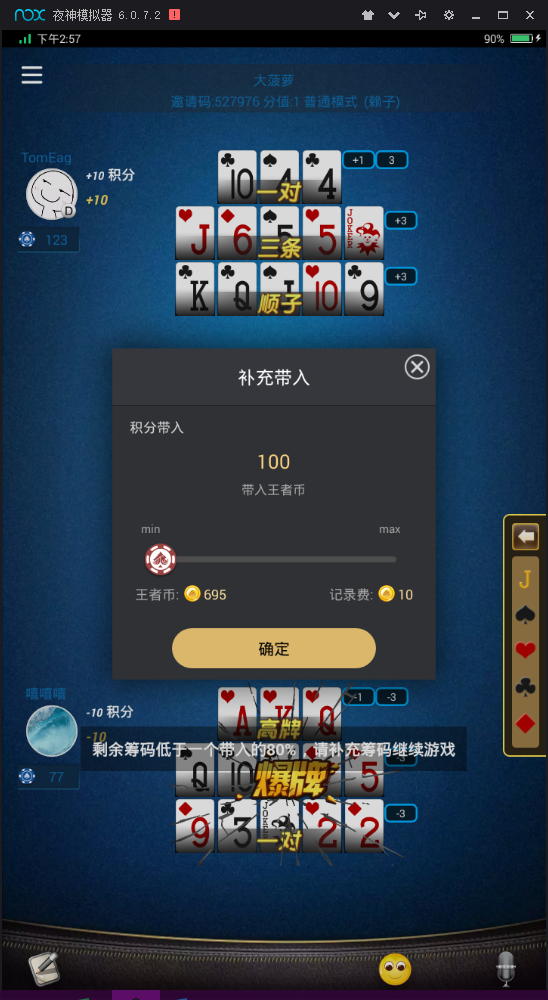 nox 夜神模拟器 6.0.7.2
下午2:57 90%
大菠萝
邀请码:527976 分值:1 普通模式 (赖子)
TomEag
+10 积分
+10
D
123
10 4 4 +1 3
一对
J 6 5 5 JOKER +3
三条
K Q J 10 9 +3
顺子
补充带入
积分带入
100
带入王者币
min max
王者币: 695 记录费: 10
确定
J
嘻嘻嘻
-10 积分
-10
77
A K Q -1 -3
高牌
剩余筹码低于一个带入的80%，请补充筹码继续游戏
Q 10 5
爆牌
9 3 JOKER 2 2 -3
一对